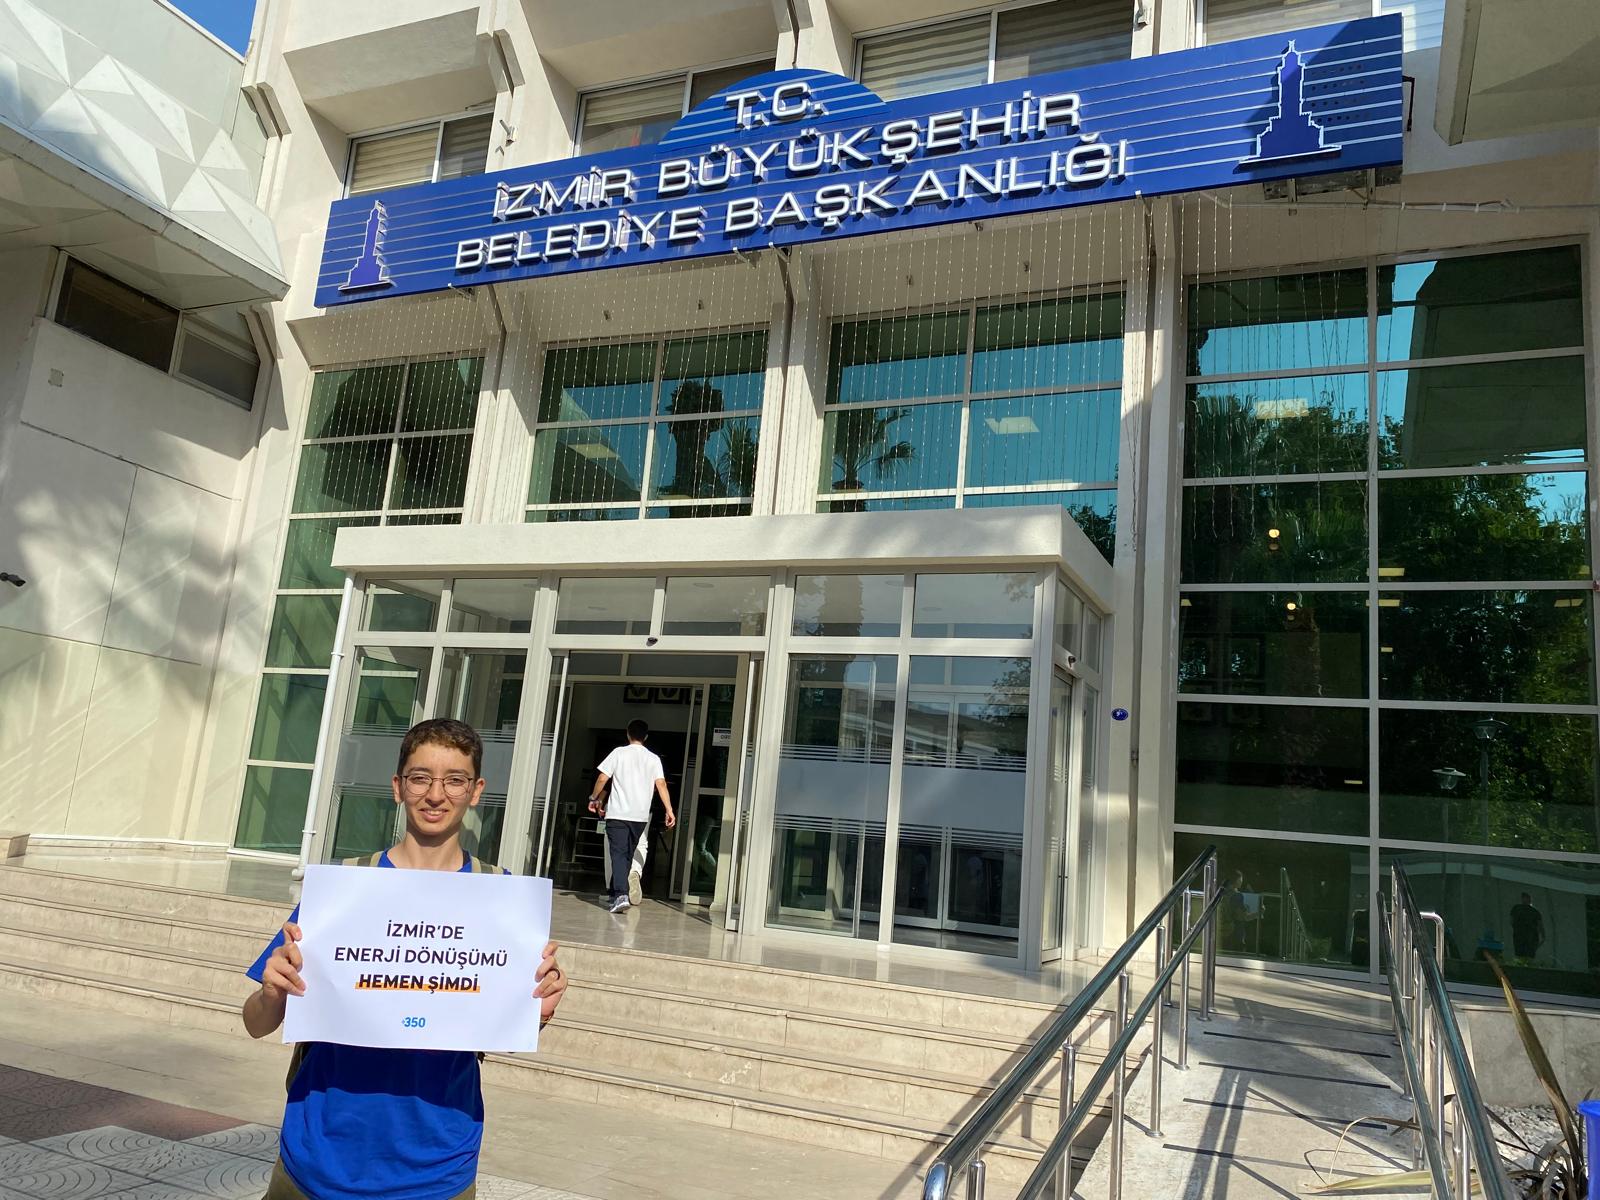 T.C.
İZMİR BÜYÜKŞEHİR
BELEDİYE BAŞKANLIĞI
İZMİR'DE
ENERJİ DÖNÜŞÜMÜ
HEMEN ŞİMDİ
350